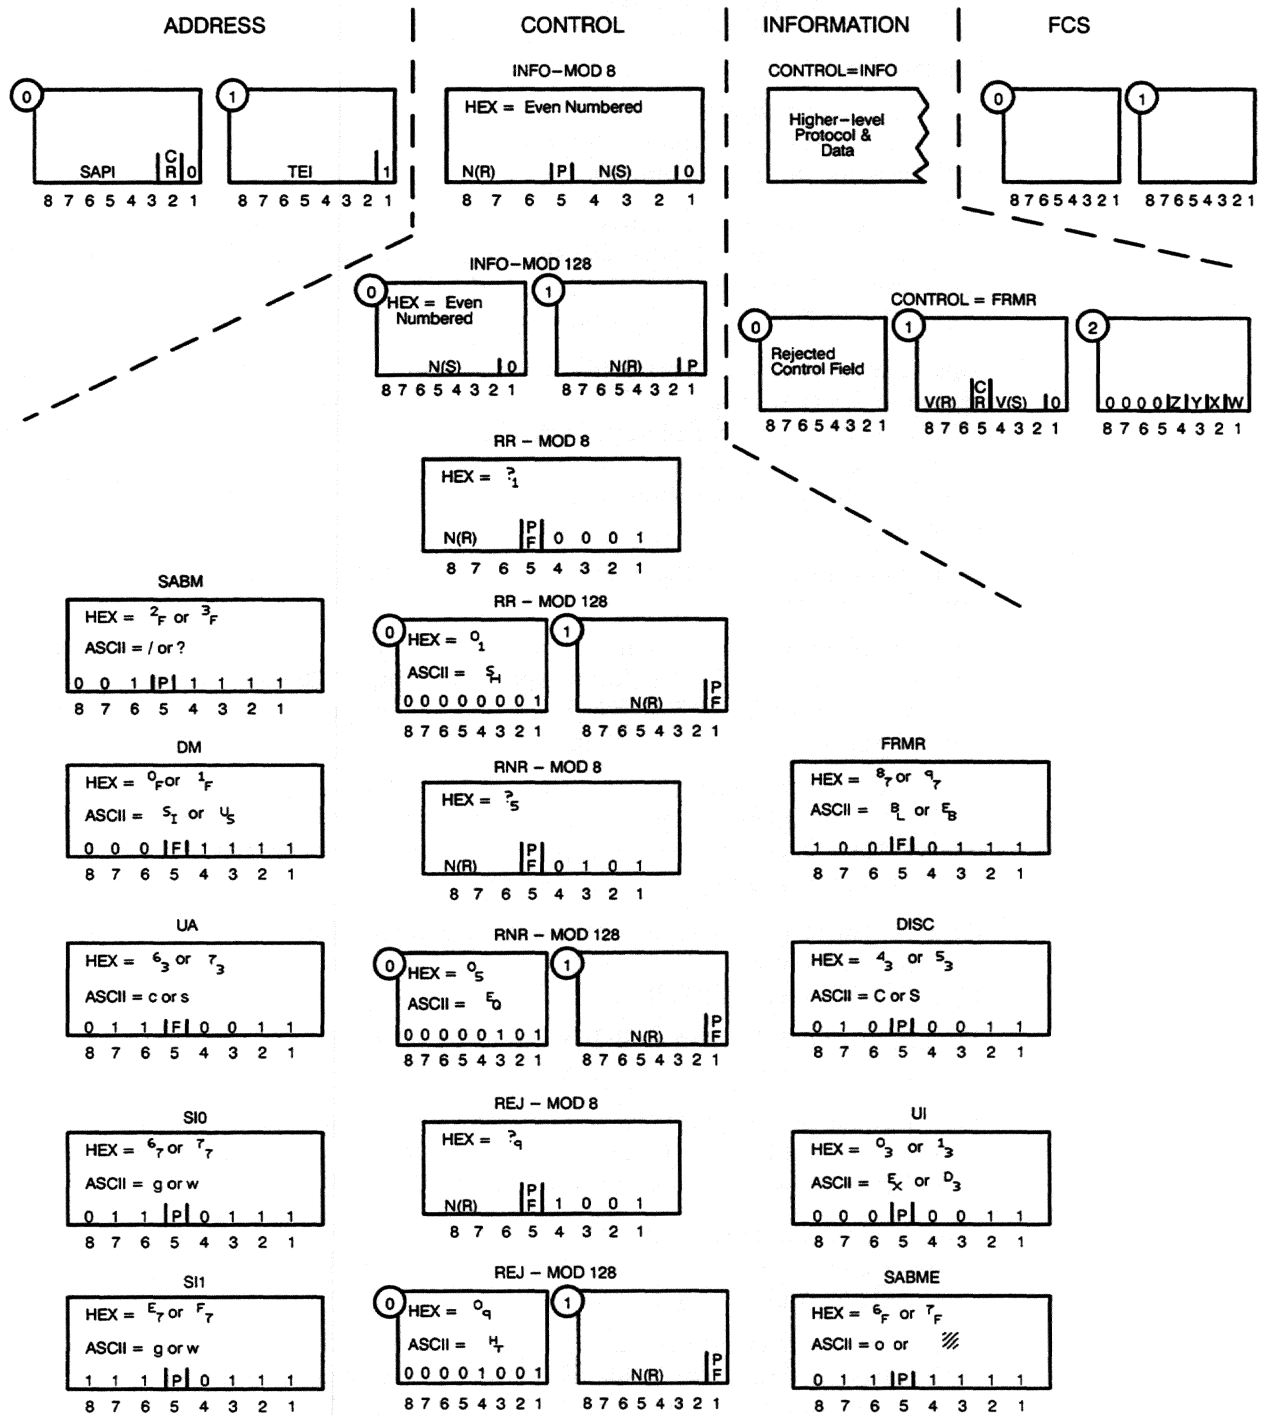 ADDRESS CONTROL INFORMATION FCS
INFO-MOD 8
CONTROL=INFO
0 1 HEX = Even Numbered Higher-level Protocol & Data 0 1
SAPI C R 0 TEI 1 N(R) P N(S) 0
8 7 6 5 4 3 2 1 8 7 6 5 4 3 2 1 8 7 6 5 4 3 2 1 8 7 6 5 4 3 2 1 8 7 6 5 4 3 2 1
INFO-MOD 128
0 HEX = Even Numbered 1
N(S) 0 N(R) P
8 7 6 5 4 3 2 1 8 7 6 5 4 3 2 1
CONTROL = FRMR
0 Rejected Control Field 1 2
V(R) C R V(S) 0 0 0 0 0 Z Y X W
8 7 6 5 4 3 2 1 8 7 6 5 4 3 2 1 8 7 6 5 4 3 2 1
RR - MOD 8
HEX = ?1
N(R) P F 0 0 0 1
8 7 6 5 4 3 2 1
SABM
HEX = 2F or 3F
ASCII = / or ?
0 0 1 P 1 1 1 1
8 7 6 5 4 3 2 1
RR - MOD 128
0 HEX = 01 1
ASCII = SH
0 0 0 0 0 0 0 1 N(R) P F
8 7 6 5 4 3 2 1 8 7 6 5 4 3 2 1
DM
HEX = 0F or 1F
ASCII = SI or US
0 0 0 F 1 1 1 1
8 7 6 5 4 3 2 1
RNR - MOD 8
HEX = ?5
N(R) P F 0 1 0 1
8 7 6 5 4 3 2 1
FRMR
HEX = 87 or 97
ASCII = BL or EB
1 0 0 F 0 1 1 1
8 7 6 5 4 3 2 1
UA
HEX = 63 or 73
ASCII = c or s
0 1 1 F 0 0 1 1
8 7 6 5 4 3 2 1
RNR - MOD 128
0 HEX = 05 1
ASCII = EQ
0 0 0 0 0 1 0 1 N(R) P F
8 7 6 5 4 3 2 1 8 7 6 5 4 3 2 1
DISC
HEX = 43 or 53
ASCII = C or S
0 1 0 P 0 0 1 1
8 7 6 5 4 3 2 1
SI0
HEX = 67 or 77
ASCII = g or w
0 1 1 P 0 1 1 1
8 7 6 5 4 3 2 1
REJ - MOD 8
HEX = ?9
N(R) P F 1 0 0 1
8 7 6 5 4 3 2 1
UI
HEX = 03 or 13
ASCII = EX or D3
0 0 0 P 0 0 1 1
8 7 6 5 4 3 2 1
SI1
HEX = E7 or F7
ASCII = g or w
1 1 1 P 0 1 1 1
8 7 6 5 4 3 2 1
REJ - MOD 128
0 HEX = 09 1
ASCII = HT
0 0 0 0 1 0 0 1 N(R) P F
8 7 6 5 4 3 2 1 8 7 6 5 4 3 2 1
SABME
HEX = 6F or 7F
ASCII = o or
0 1 1 P 1 1 1 1
8 7 6 5 4 3 2 1